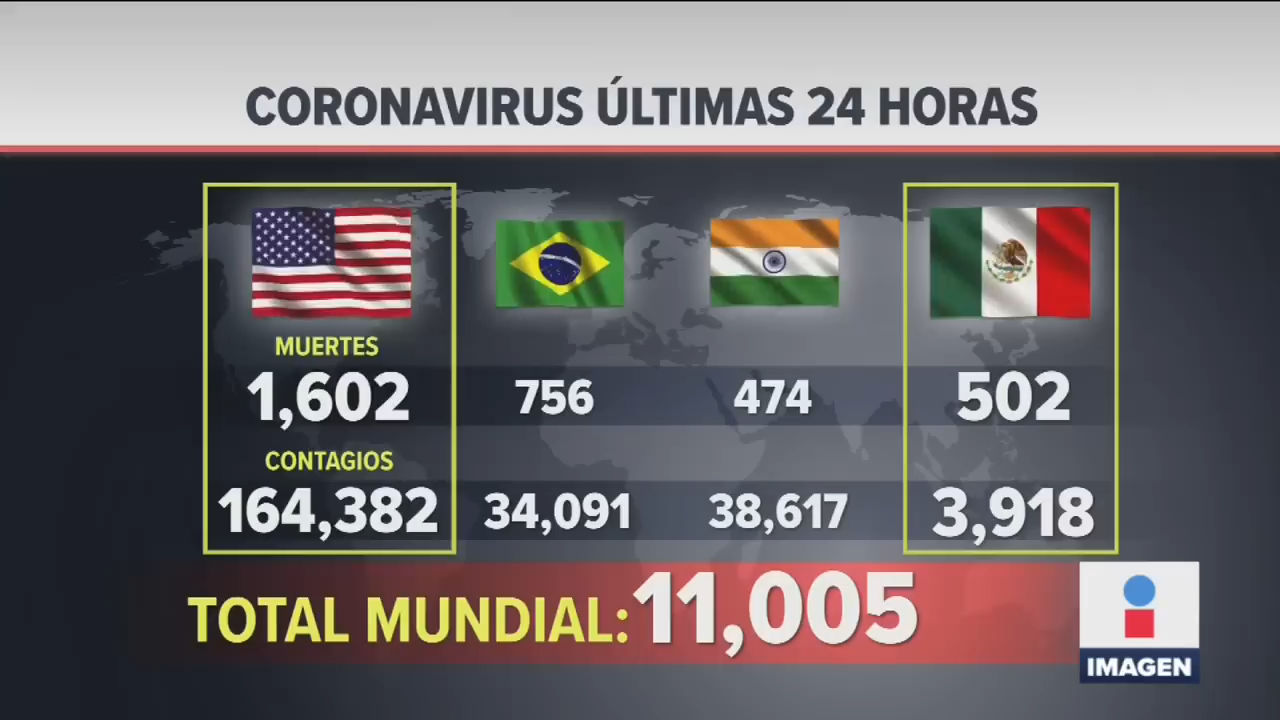 CORONAVIRUS ÚLTIMAS 24 HORAS
MUERTES
1,602 756 474 502
CONTAGIOS
164,382 34,091 38,617 3,918
TOTAL MUNDIAL: 11,005
IMAGEN